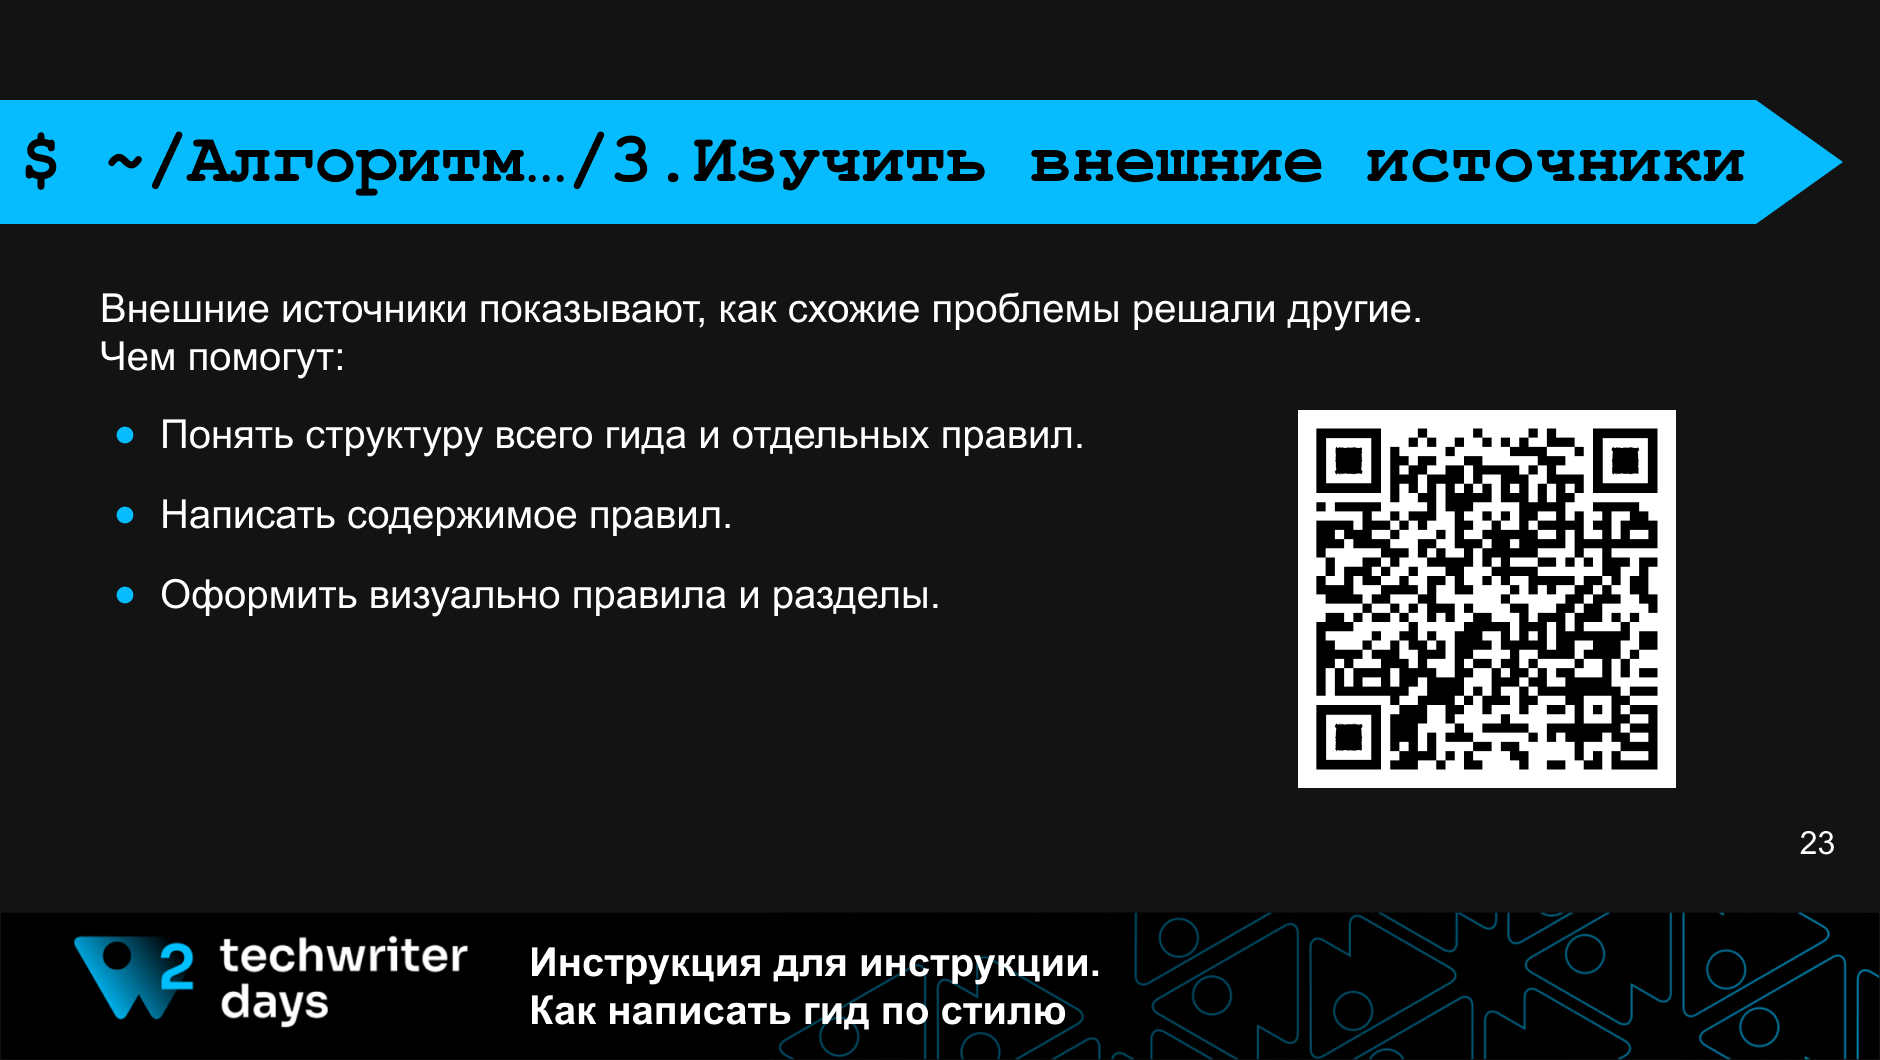 $ ~/Алгоритм…/3.Изучить внешние источники
Внешние источники показывают, как схожие проблемы решали другие.
Чем помогут:
● Понять структуру всего гида и отдельных правил.
● Написать содержимое правил.
● Оформить визуально правила и разделы.
23
2
techwriter
days
Инструкция для инструкции.
Как написать гид по стилю